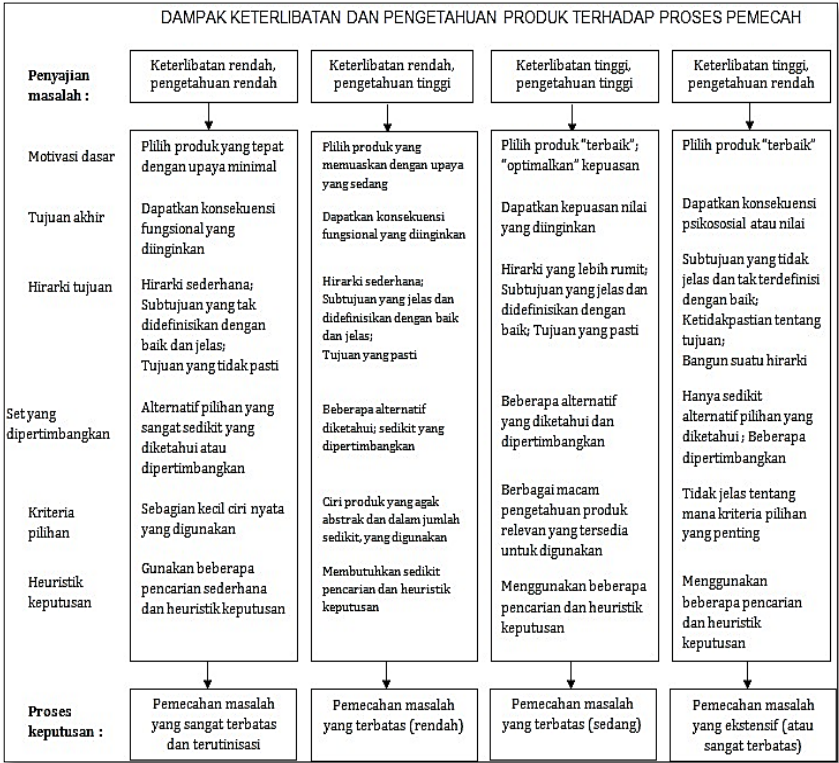 DAMPAK KETERLIBATAN DAN PENGETAHUAN PRODUK TERHADAP PROSES PEMECAH
Penyajian
masalah :
Keterlibatan rendah,
pengetahuan rendah
Keterlibatan rendah,
pengetahuan tinggi
Keterlibatan tinggi,
pengetahuan tinggi
Keterlibatan tinggi,
pengetahuan rendah
Motivasi dasar
Plilih produk yang tepat
dengan upaya minimal
Plilih produk yang
memuaskan dengan upaya
yang sedang
Plilih produk "terbaik";
"optimalkan" kepuasan
Plilih produk "terbaik"
Tujuan akhir
Dapatkan konsekuensi
fungsional yang
diinginkan
Dapatkan konsekuensi
fungsional yang diinginkan
Dapatkan kepuasan nilai
yang diinginkan
Dapatkan konsekuensi
psikososial atau nilai
Hirarki tujuan
Hirarki sederhana;
Subtujuan yang tak
didefinisikan dengan
baik dan jelas;
Tujuan yang tidak pasti
Hirarki sederhana;
Subtujuan yang jelas dan
didefinisikan dengan baik
dan jelas;
Tujuan yang pasti
Hirarki yang lebih rumit;
Subtujuan yang jelas dan
didefinisikan dengan
baik; Tujuan yang pasti
Subtujuan yang tidak
jelas dan tak terdefinisi
dengan baik;
Ketidakpastian tentang
tujuan;
Bangun suatu hirarki
Set yang
dipertimbangkan
Alternatif pilihan yang
sangat sedikit yang
diketahui atau
dipertimbangkan
Beberapa alternatif
diketahui; sedikit yang
dipertimbangkan
Beberapa alternatif
yang diketahui dan
dipertimbangkan
Hanya sedikit
alternatif pilihan yang
diketahui ; Beberapa
dipertimbangkan
Kriteria
pilihan
Sebagian kecil ciri nyata
yang digunakan
Ciri produk yang agak
abstrak dan dalam jumlah
sedikit, yang digunakan
Berbagai macam
pengetahuan produk
relevan yang tersedia
untuk digunakan
Tidak jelas tentang
mana kriteria pilihan
yang penting
Heuristik
keputusan
Gunakan beberapa
pencarian sederhana
dan heuristik keputusan
Membutuhkan sedikit
pencarian dan heuristik
keputusan
Menggunakan beberapa
pencarian dan heuristik
keputusan
Menggunakan
beberapa pencarian
dan heuristik
keputusan
Proses
keputusan :
Pemecahan masalah
yang sangat terbatas
dan terutinisasi
Pemecahan masalah
yang terbatas (rendah)
Pemecahan masalah
yang terbatas (sedang)
Pemecahan masalah
yang ekstensif (atau
sangat terbatas)